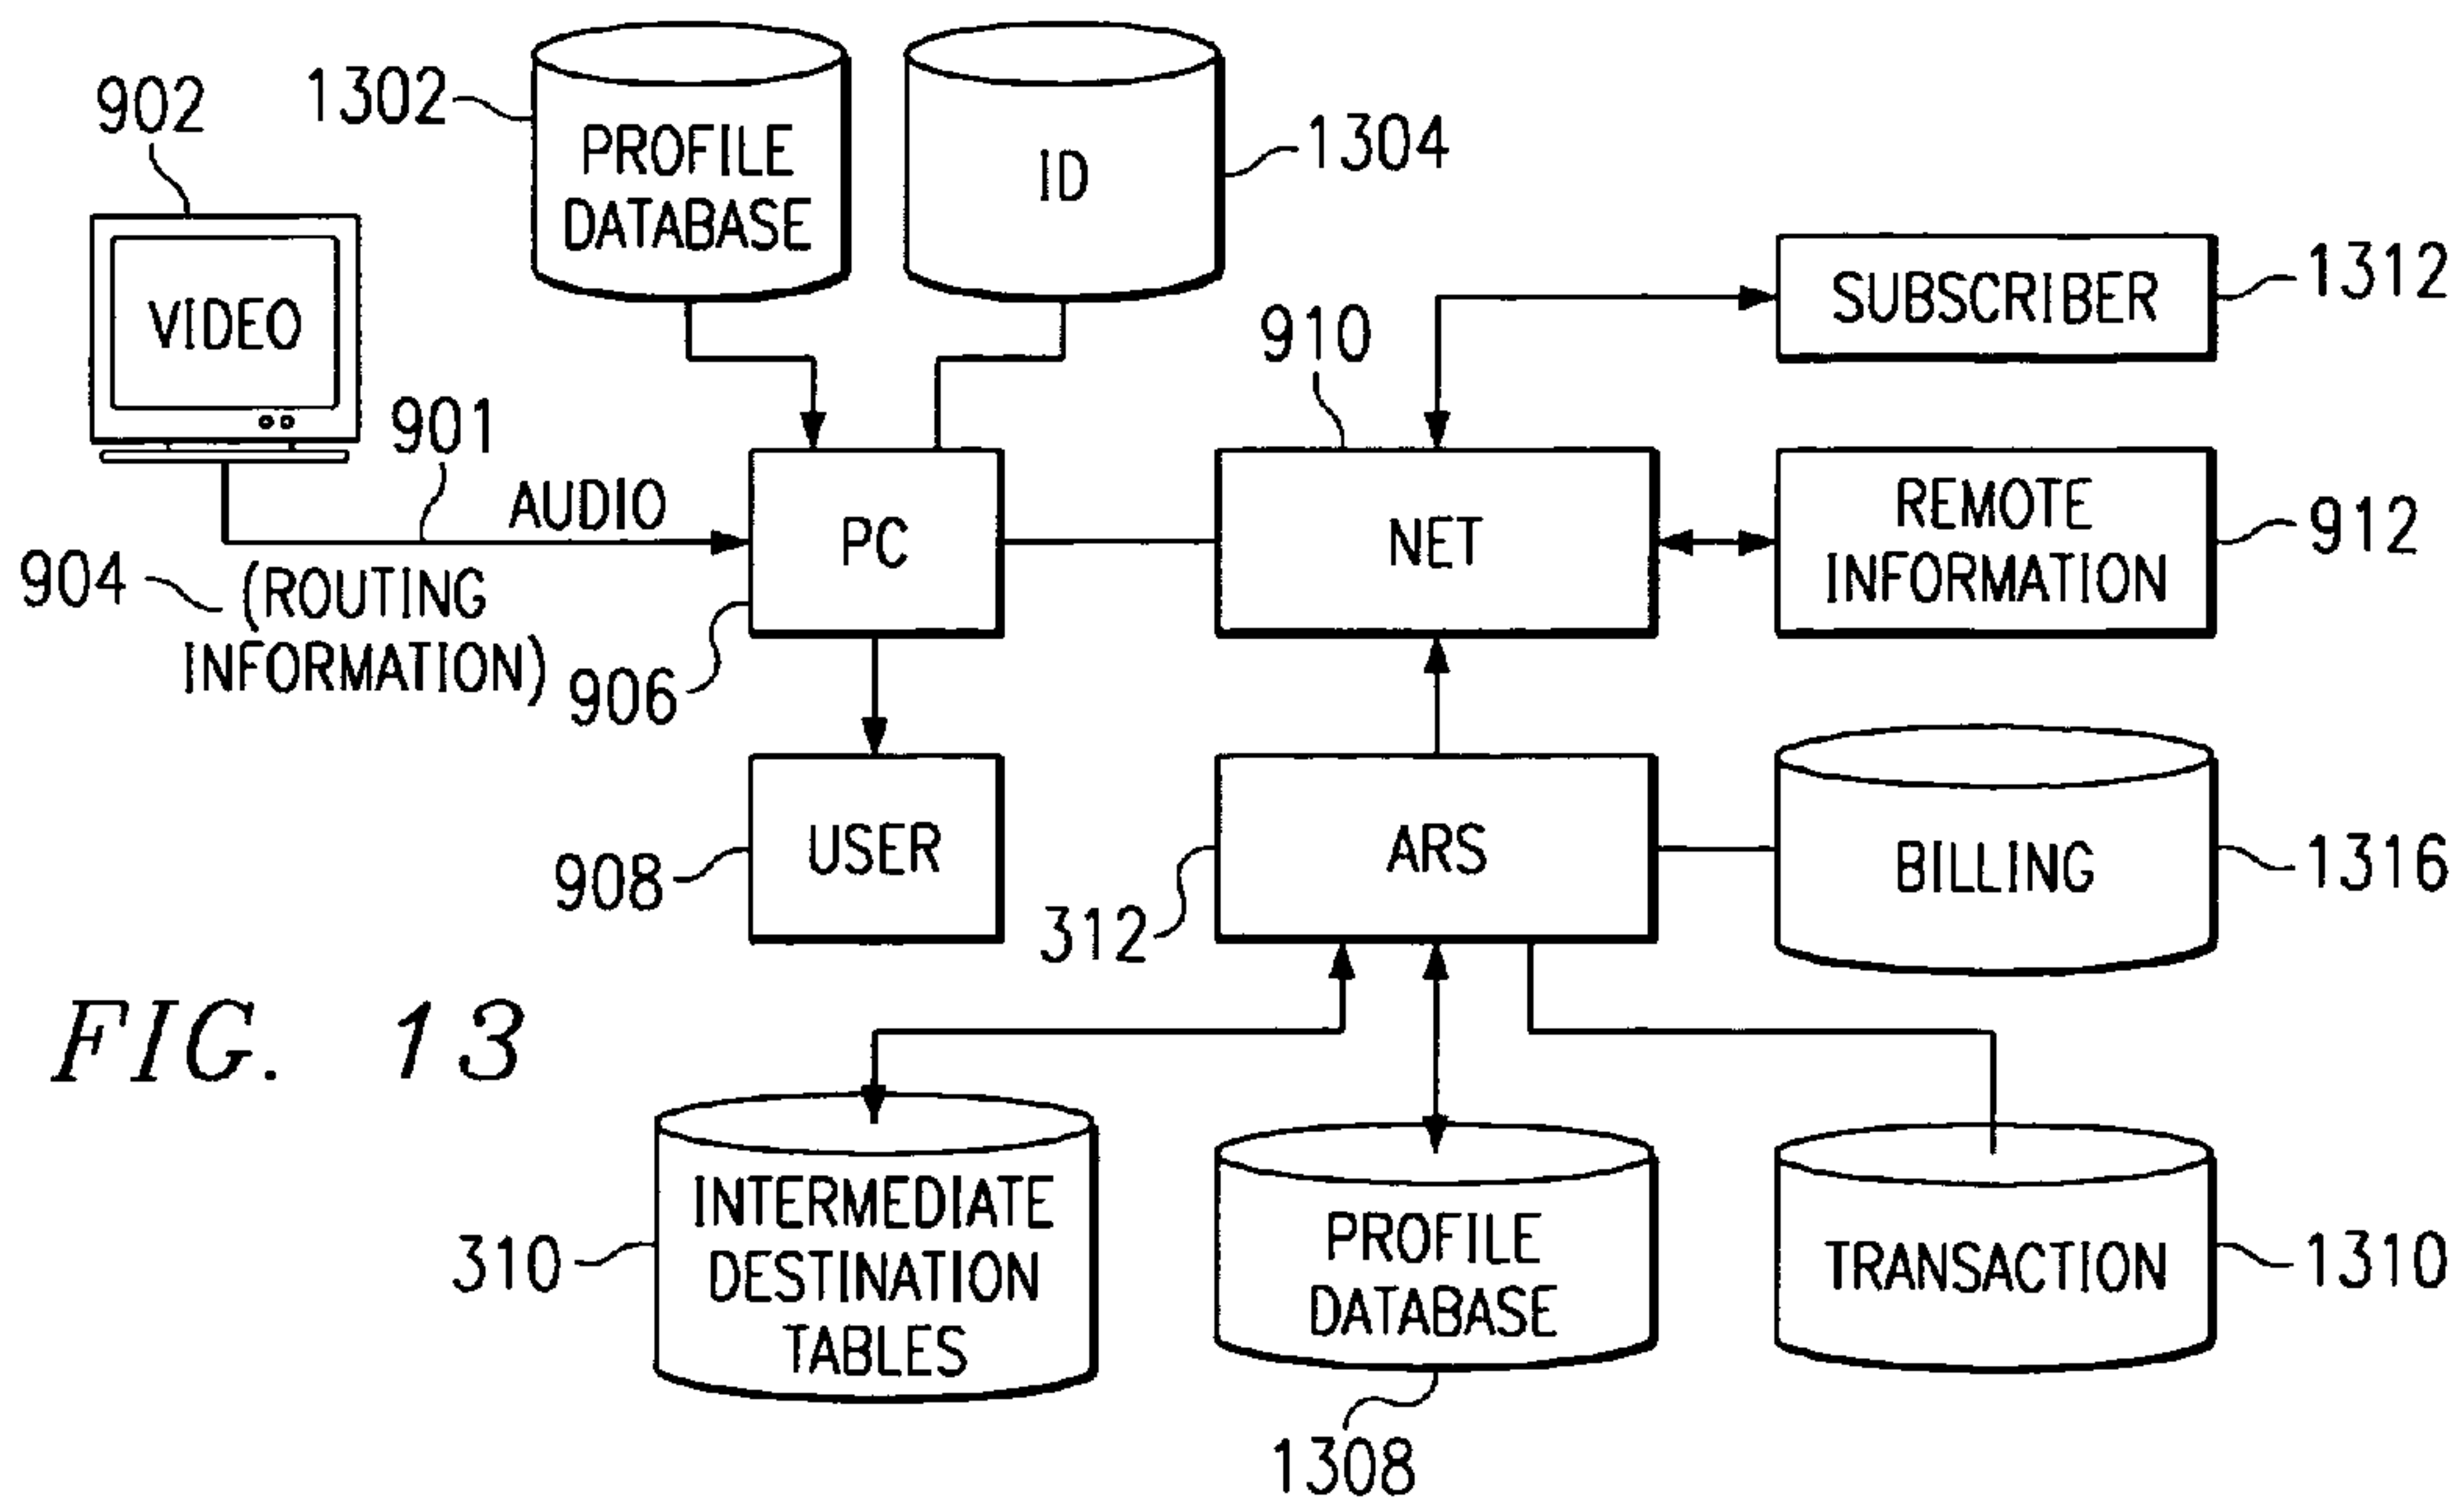 902
1302
PROFILE
DATABASE
ID
1304
VIDEO
SUBSCRIBER
1312
910
901
AUDIO
904
(ROUTING
INFORMATION)
PC
906
NET
REMOTE
INFORMATION
912
USER
908
ARS
312
BILLING
1316
FIG. 13
INTERMEDIATE
DESTINATION
TABLES
310
PROFILE
DATABASE
1308
TRANSACTION
1310